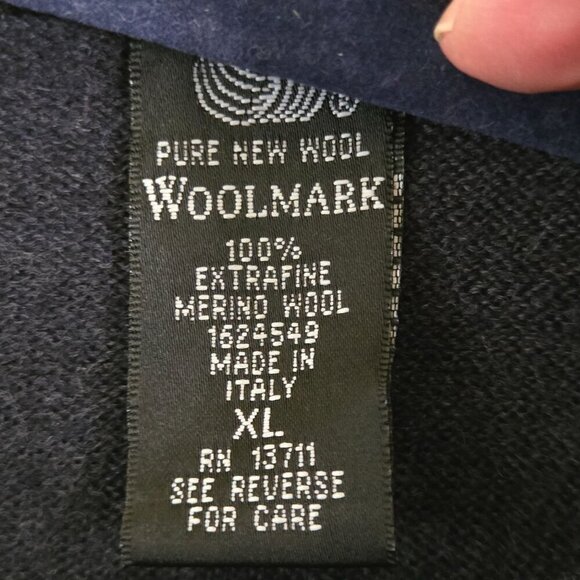 ®
PURE NEW WOOL
WOOLMARK
100%
EXTRAFINE
MERINO WOOL
1624549
MADE IN
ITALY
XL
RN 13711
SEE REVERSE
FOR CARE